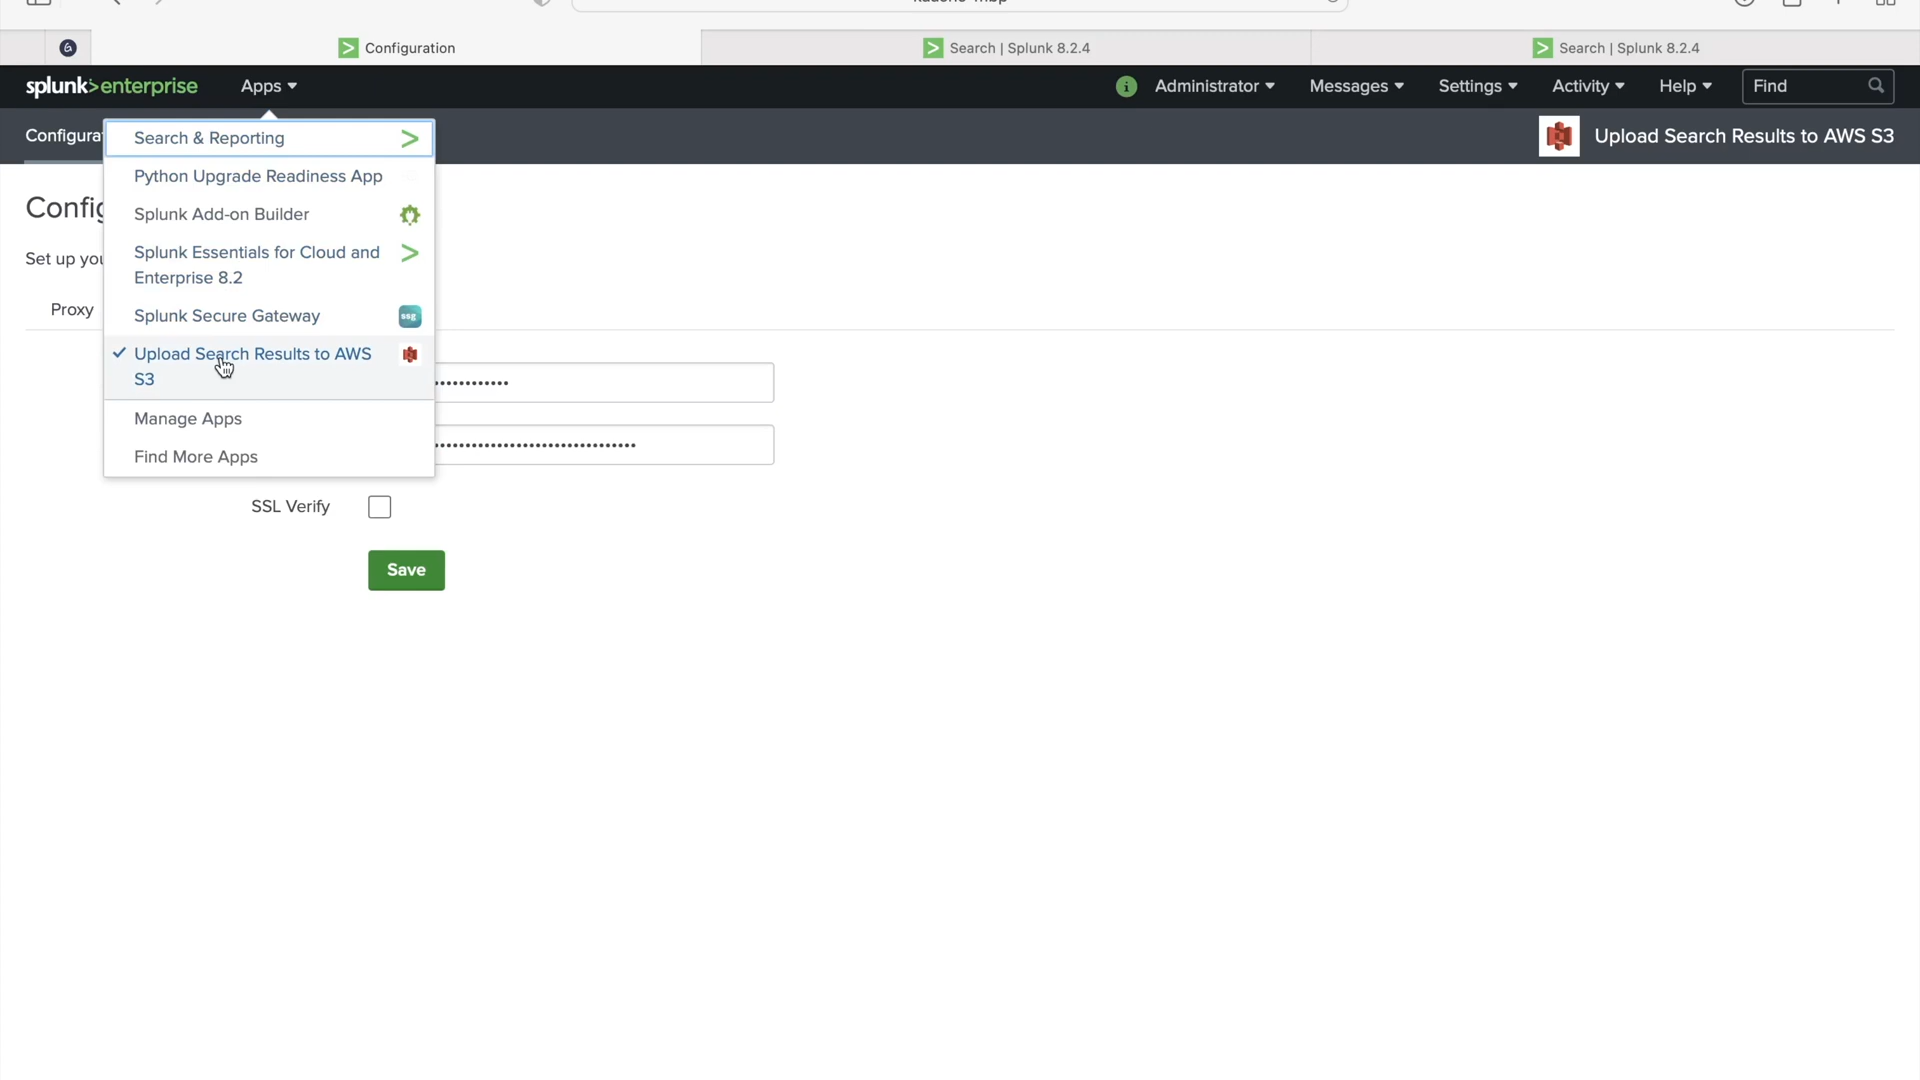 Configuration
Search | Splunk 8.2.4
Search | Splunk 8.2.4
splunk>enterprise
Apps
i
Administrator
Messages
Settings
Activity
Help
Find
Configura
Upload Search Results to AWS S3
Search & Reporting
Python Upgrade Readiness App
Splunk Add-on Builder
Splunk Essentials for Cloud and
Enterprise 8.2
Splunk Secure Gateway
ssg
Upload Search Results to AWS
S3
Manage Apps
Find More Apps
Config
Set up you
Proxy
SSL Verify
Save